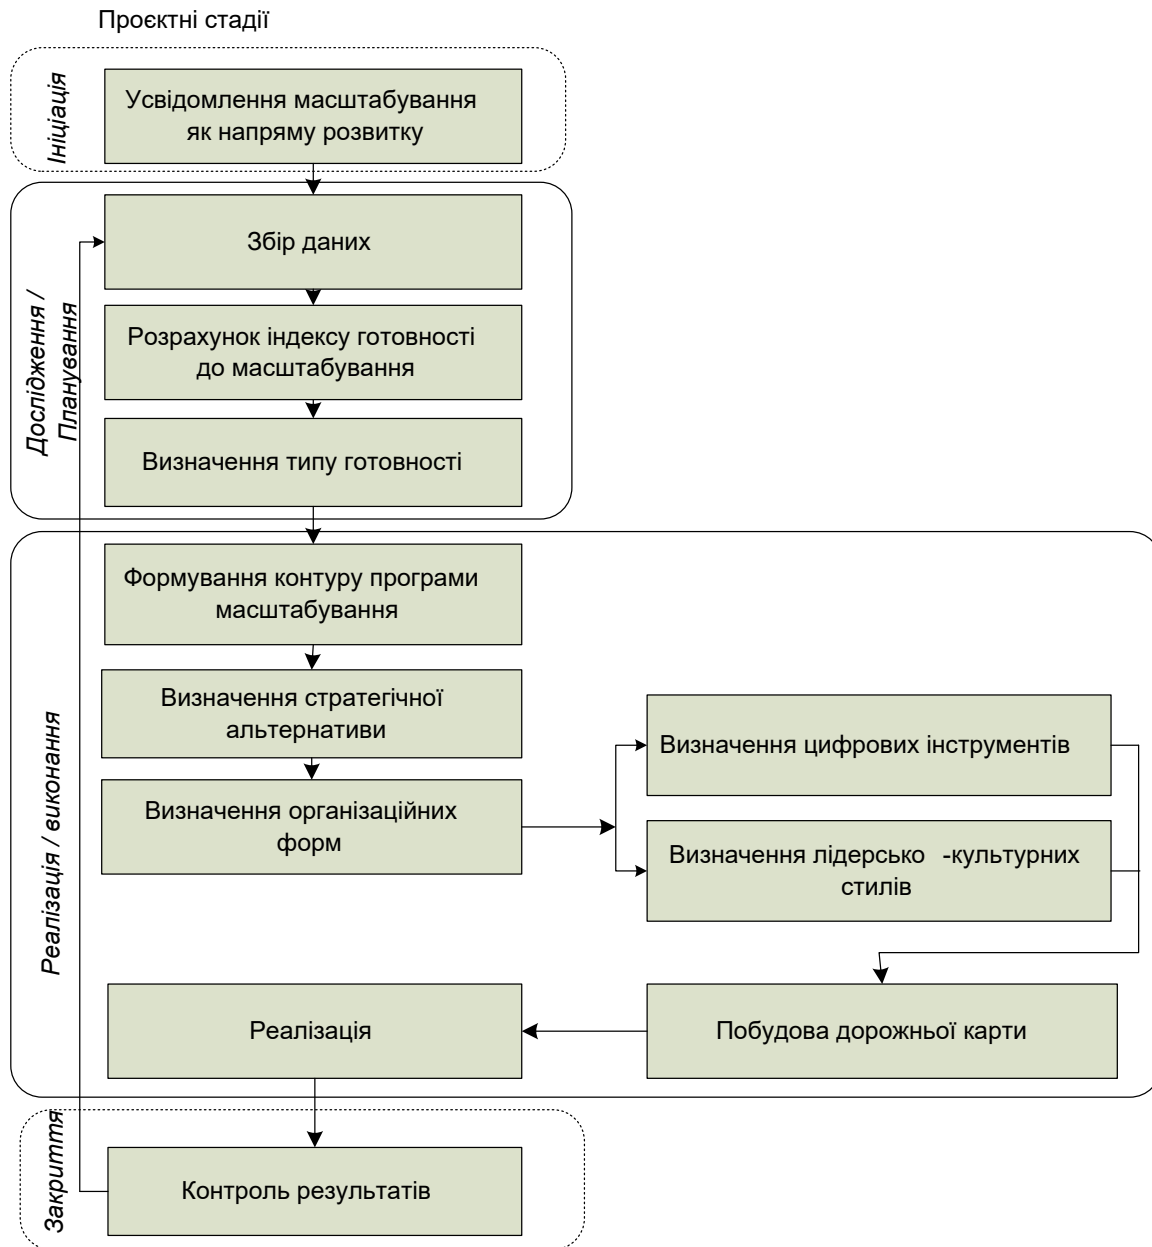 Проєктні стадії
Ініціація
Усвідомлення масштабування
як напряму розвитку
Дослідження /
Планування
Збір даних
Розрахунок індексу готовності
до масштабування
Визначення типу готовності
Реалізація / виконання
Формування контуру програми
масштабування
Визначення стратегічної
альтернативи
Визначення організаційних
форм
Визначення цифрових інструментів
Визначення лідерсько -культурних
стилів
Побудова дорожньої карти
Реалізація
Закриття
Контроль результатів